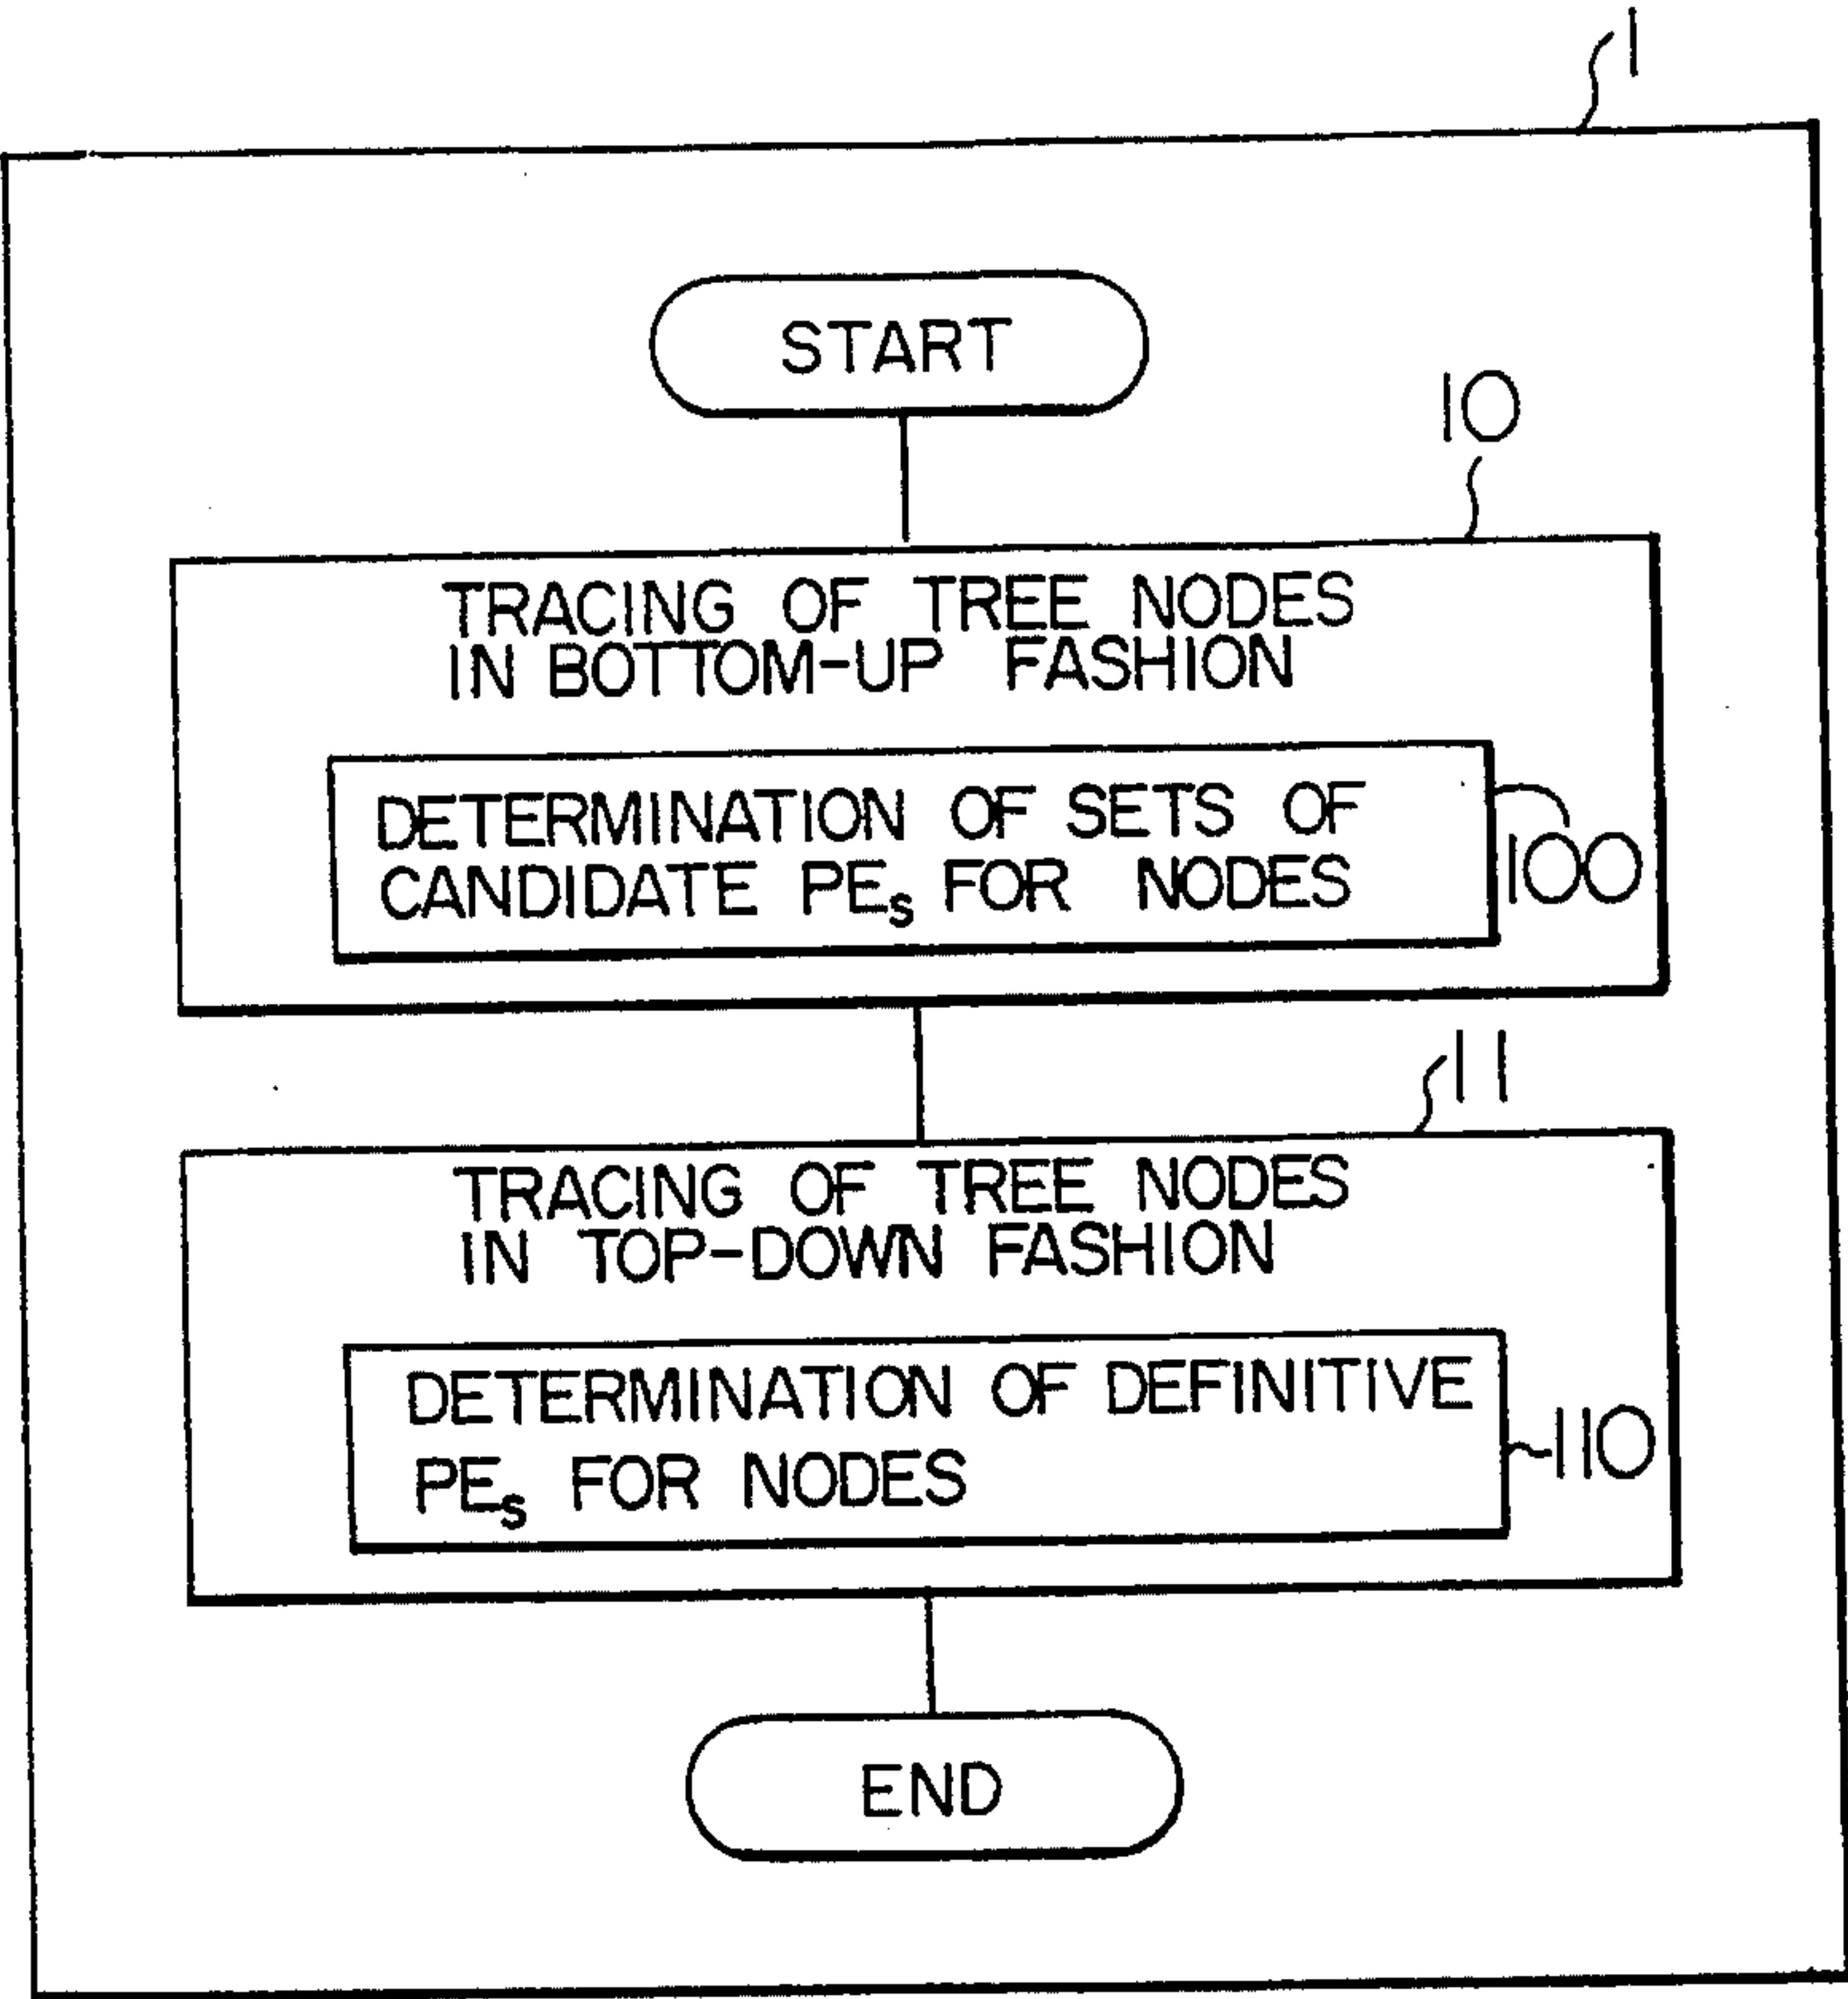 1
START
10
TRACING OF TREE NODES
IN BOTTOM-UP FASHION
DETERMINATION OF SETS OF
CANDIDATE PEs FOR NODES
100
11
TRACING OF TREE NODES
IN TOP-DOWN FASHION
DETERMINATION OF DEFINITIVE
PEs FOR NODES
110
END